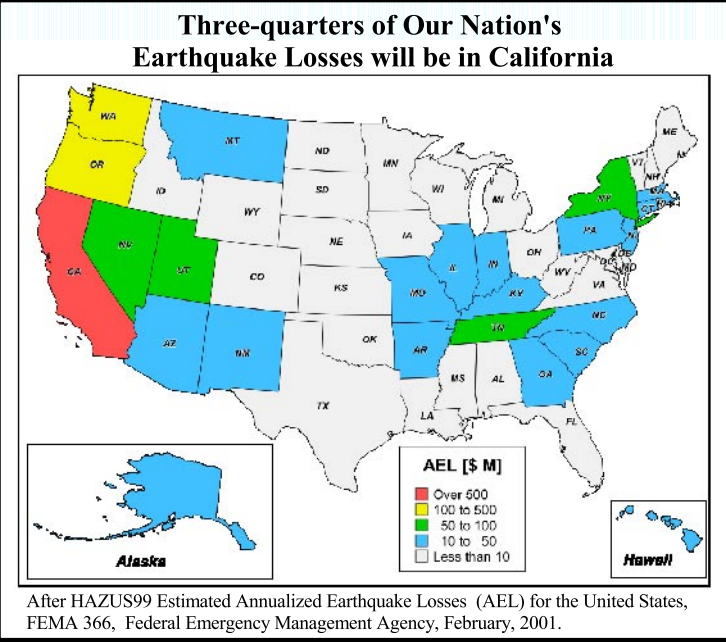 Three-quarters of Our Nation's
Earthquake Losses will be in California
WA
MT
ND
MN
ME
OR
ID
SD
WI
MI
VT
NH
NY
MA
WY
IA
CT
RI
NE
PA
NJ
NV
UT
CO
IL
IN
OH
DE
DC
MD
CA
KS
MO
KY
WV
VA
AZ
NM
OK
AR
TN
NC
SC
MS
AL
GA
TX
LA
FL
AEL [$ M]
Over 500
100 to 500
50 to 100
10 to 50
Less than 10
Alaska
Hawaii
After HAZUS99 Estimated Annualized Earthquake Losses (AEL) for the United States,
FEMA 366, Federal Emergency Management Agency, February, 2001.